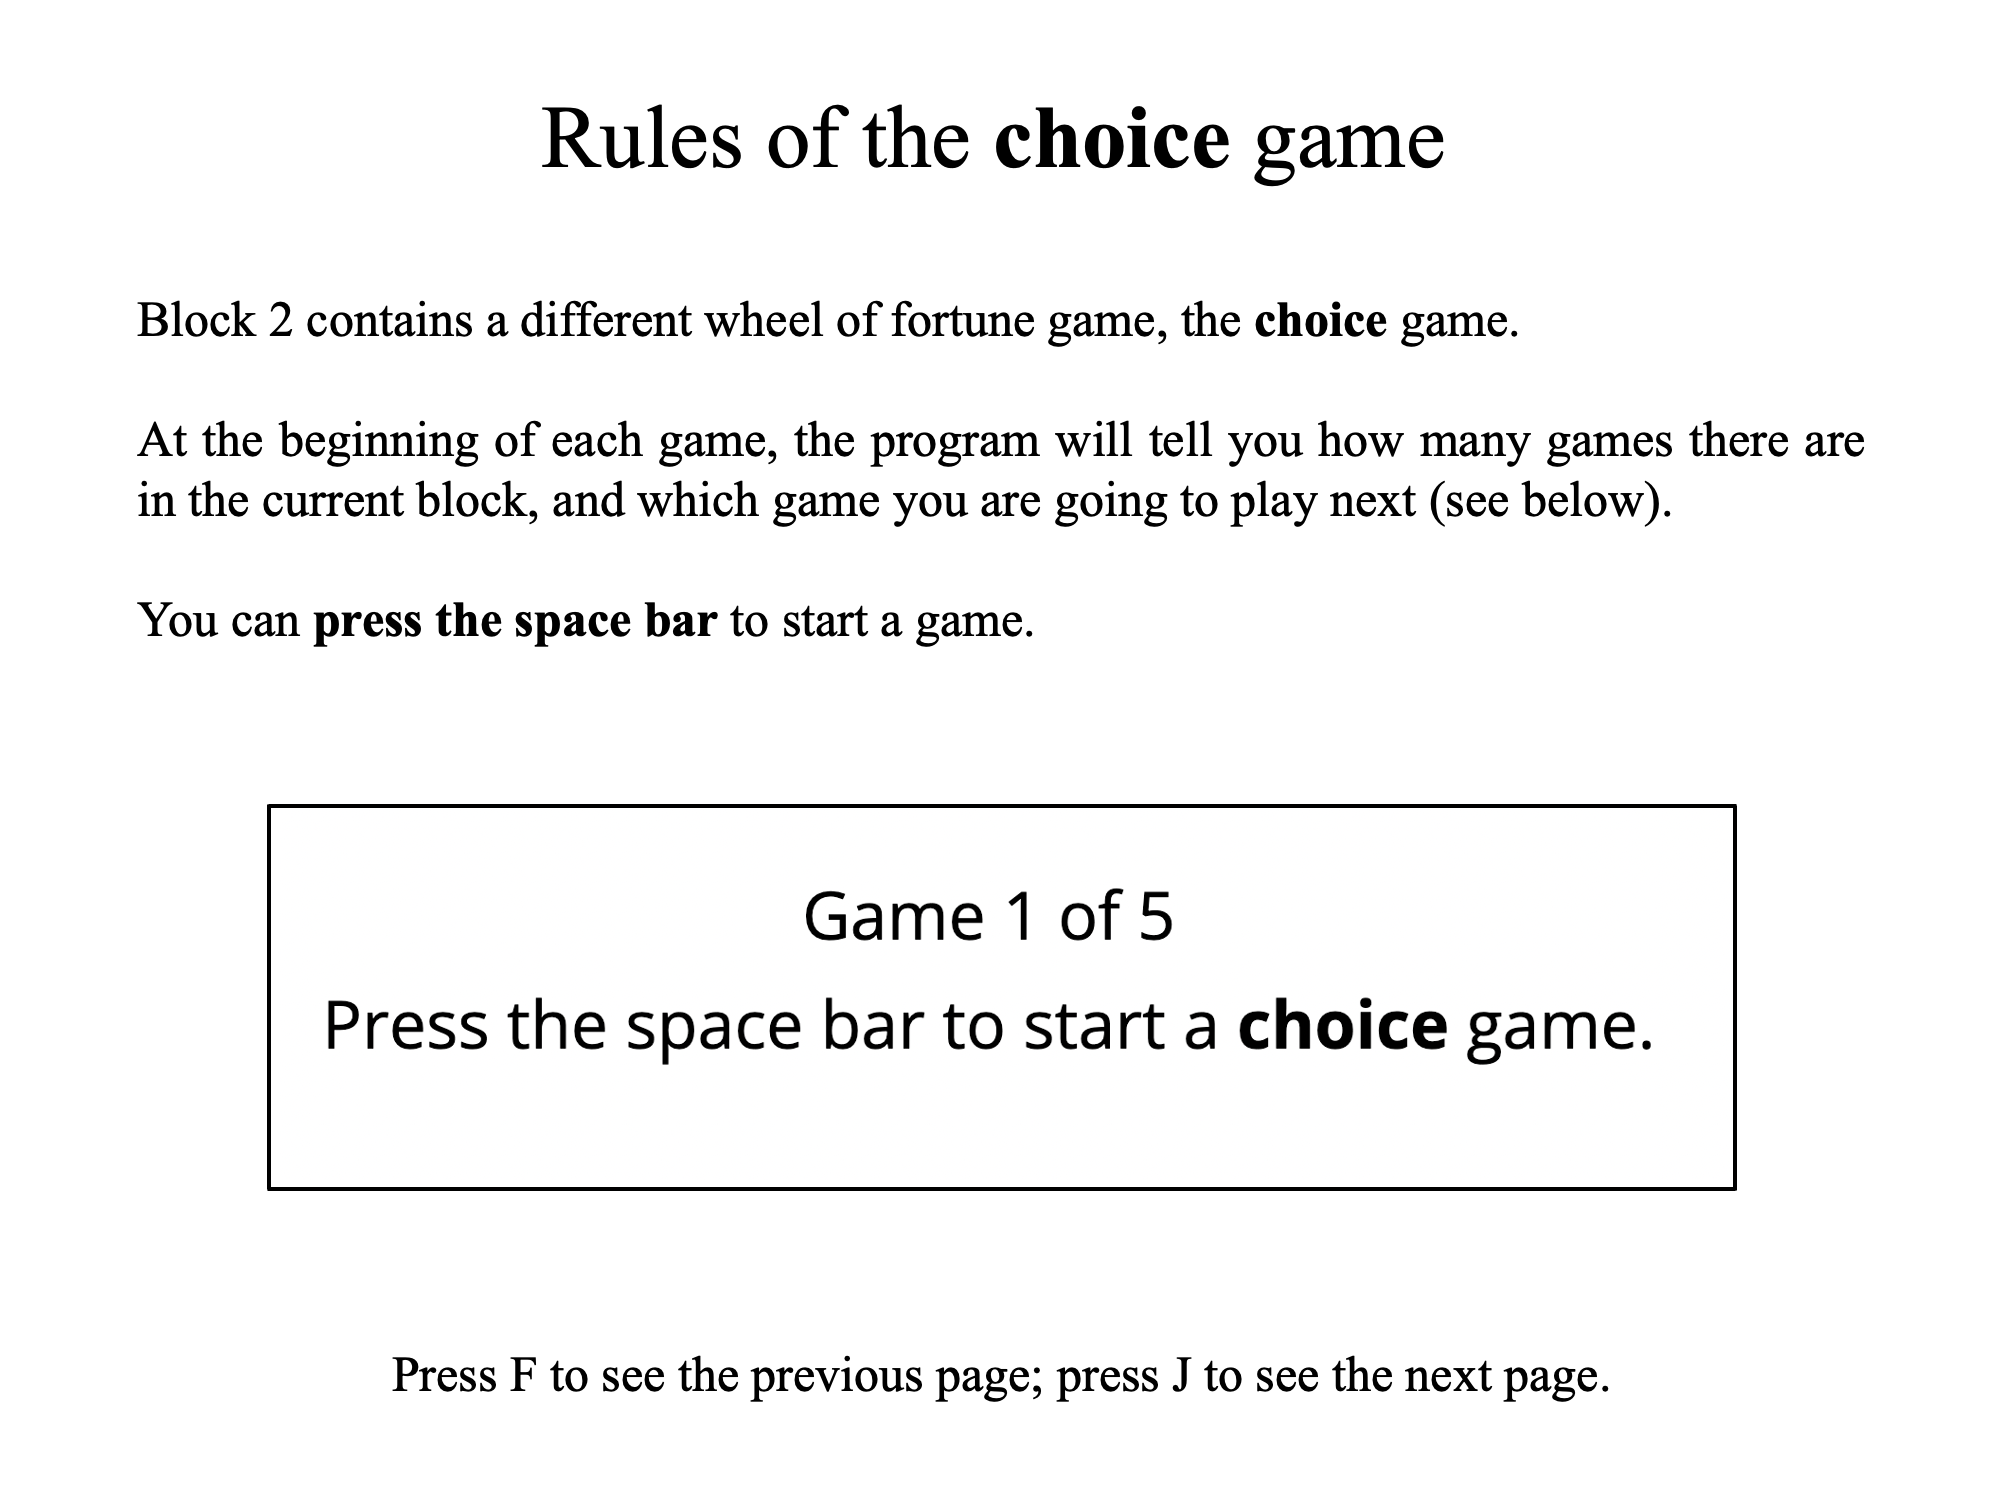 Rules of the choice game
Block 2 contains a different wheel of fortune game, the choice game.
At the beginning of each game, the program will tell you how many games there are
in the current block, and which game you are going to play next (see below).
You can press the space bar to start a game.
Game 1 of 5
Press the space bar to start a choice game.
Press F to see the previous page; press J to see the next page.